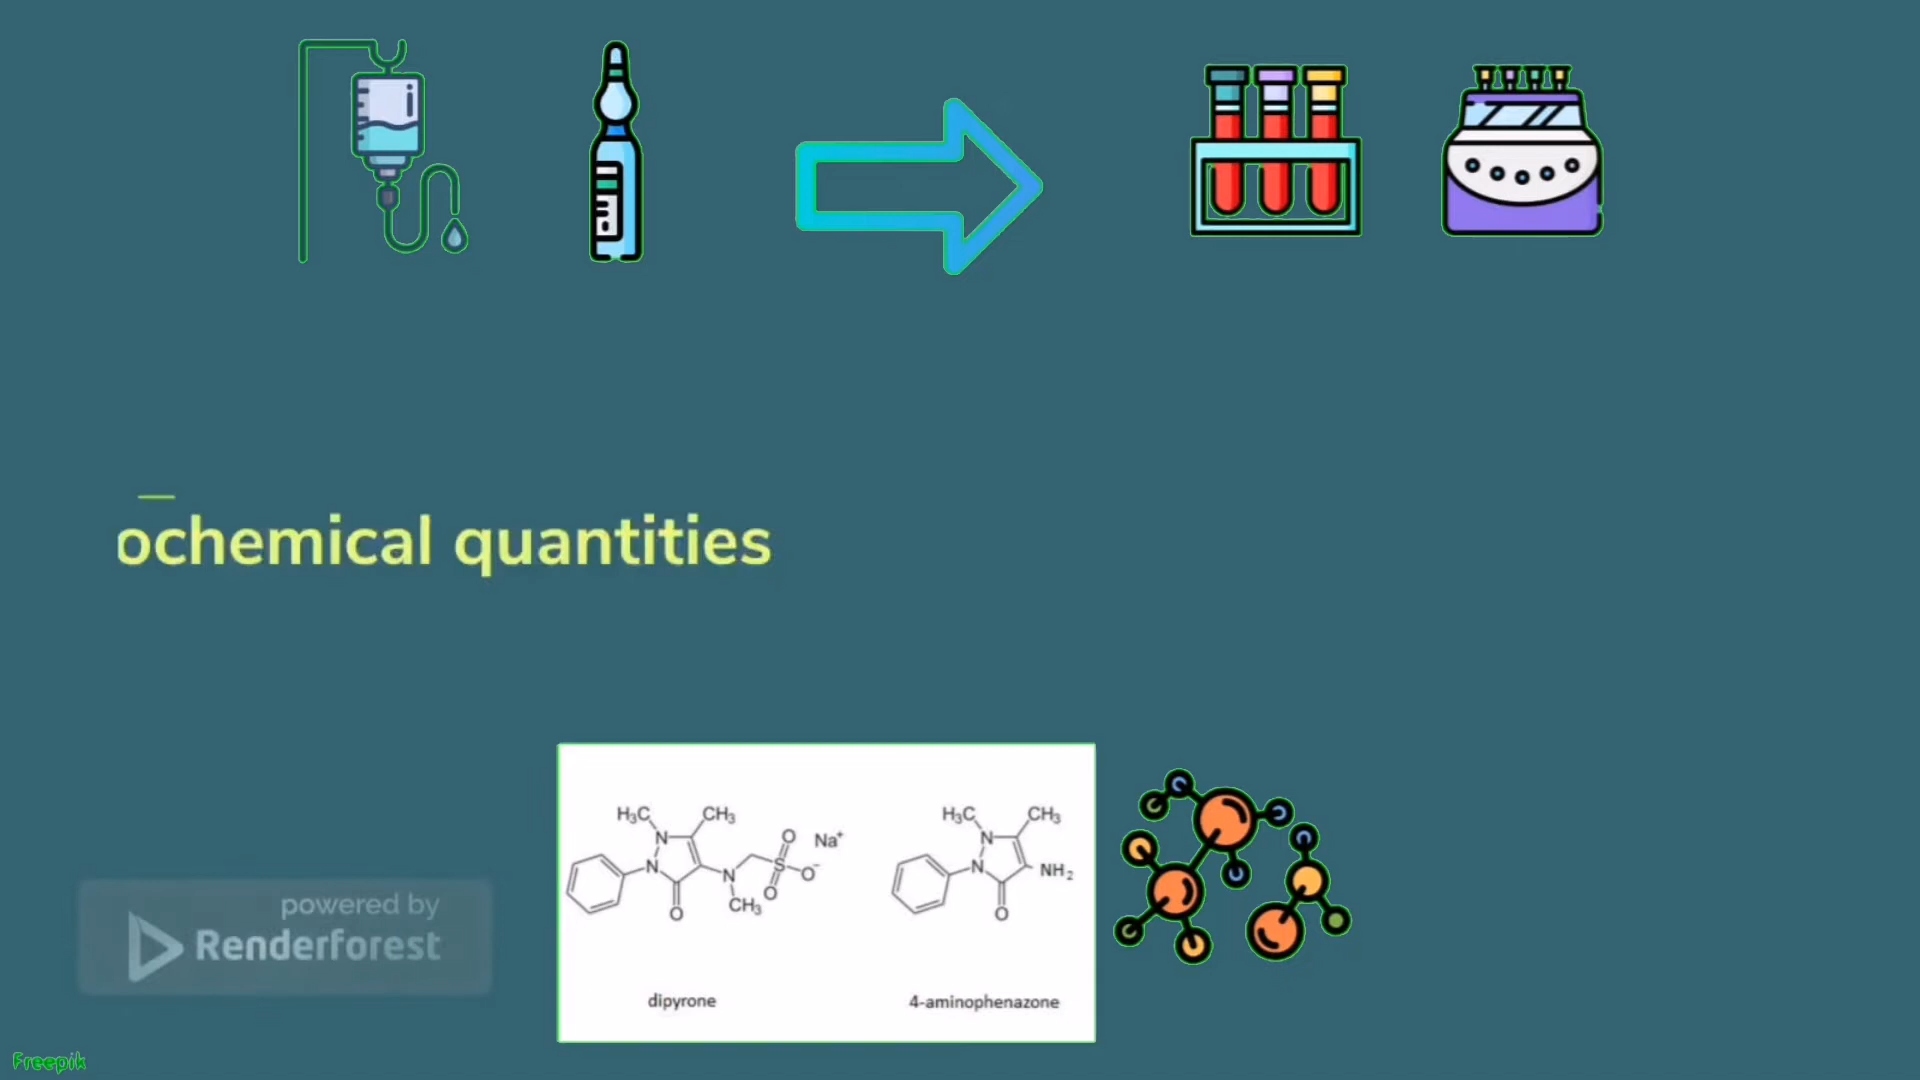 ochemical quantities
H₃C CH₃ N N N O CH₃ S O O O⁻ Na⁺
H₃C CH₃ N N O NH₂
dipyrone 4-aminophenazone
powered by
Renderforest
Freepik